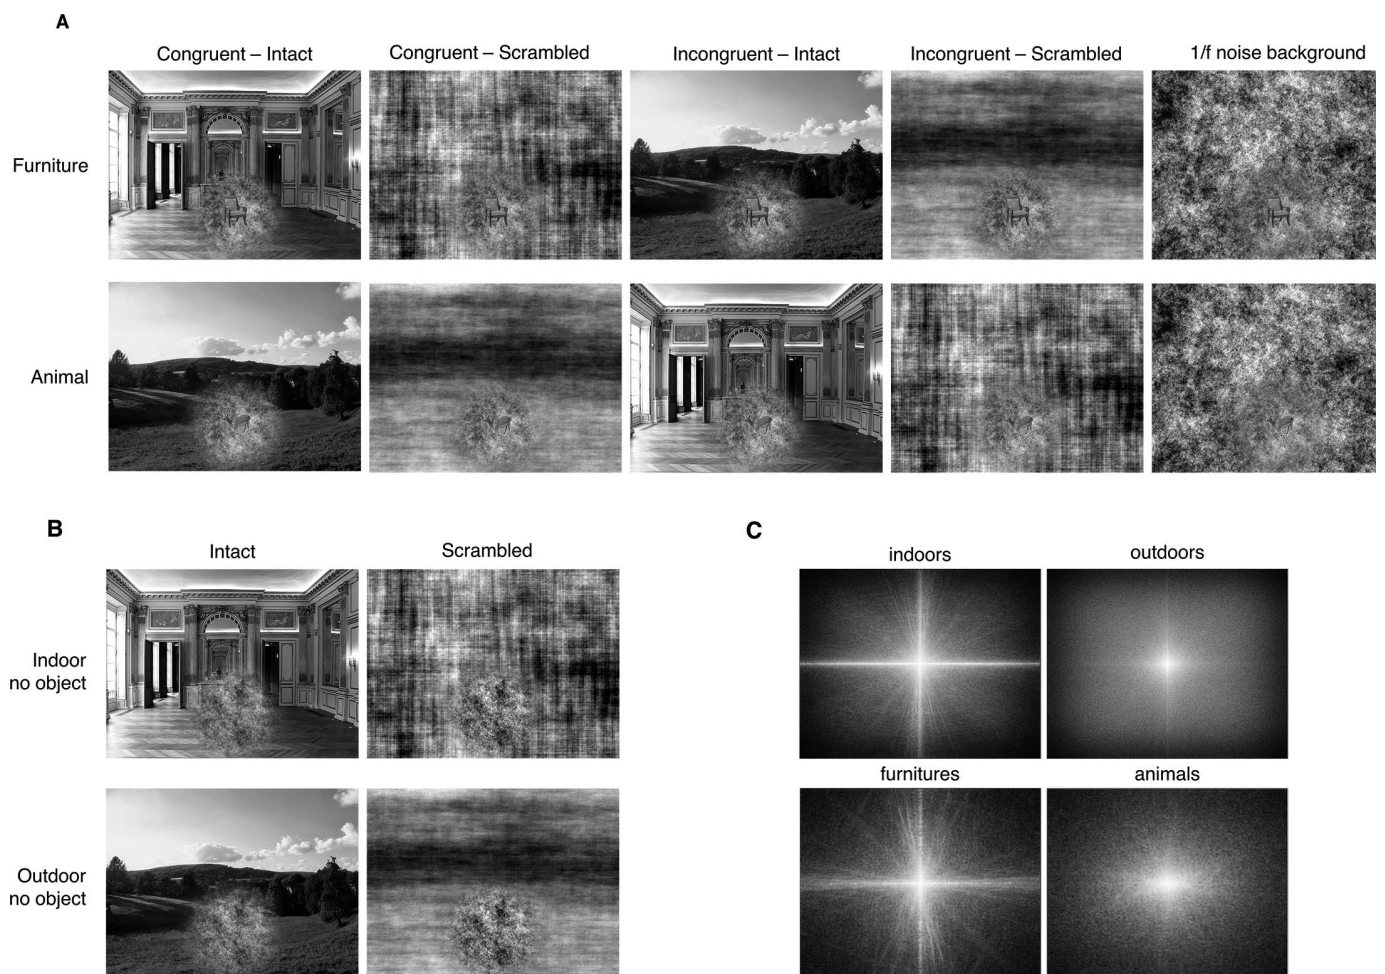 A
Congruent – Intact
Congruent – Scrambled
Incongruent – Intact
Incongruent – Scrambled
1/f noise background
Furniture
Animal
B
Intact
Scrambled
Indoor
no object
Outdoor
no object
C
indoors
outdoors
furnitures
animals